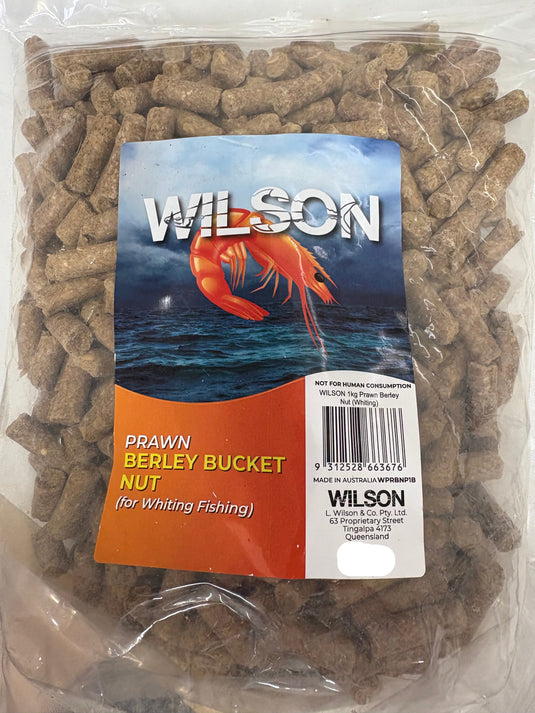 WILSON
PRAWN
BERLEY BUCKET
NUT
(for Whiting Fishing)
NOT FOR HUMAN CONSUMPTION
WILSON 1kg Prawn Berley
Nut (Whiting)
9 312528 663676
MADE IN AUSTRALIA WPRBNP1B
WILSON
L. Wilson & Co. Pty. Ltd.
63 Proprietary Street
Tingalpa 4173
Queensland